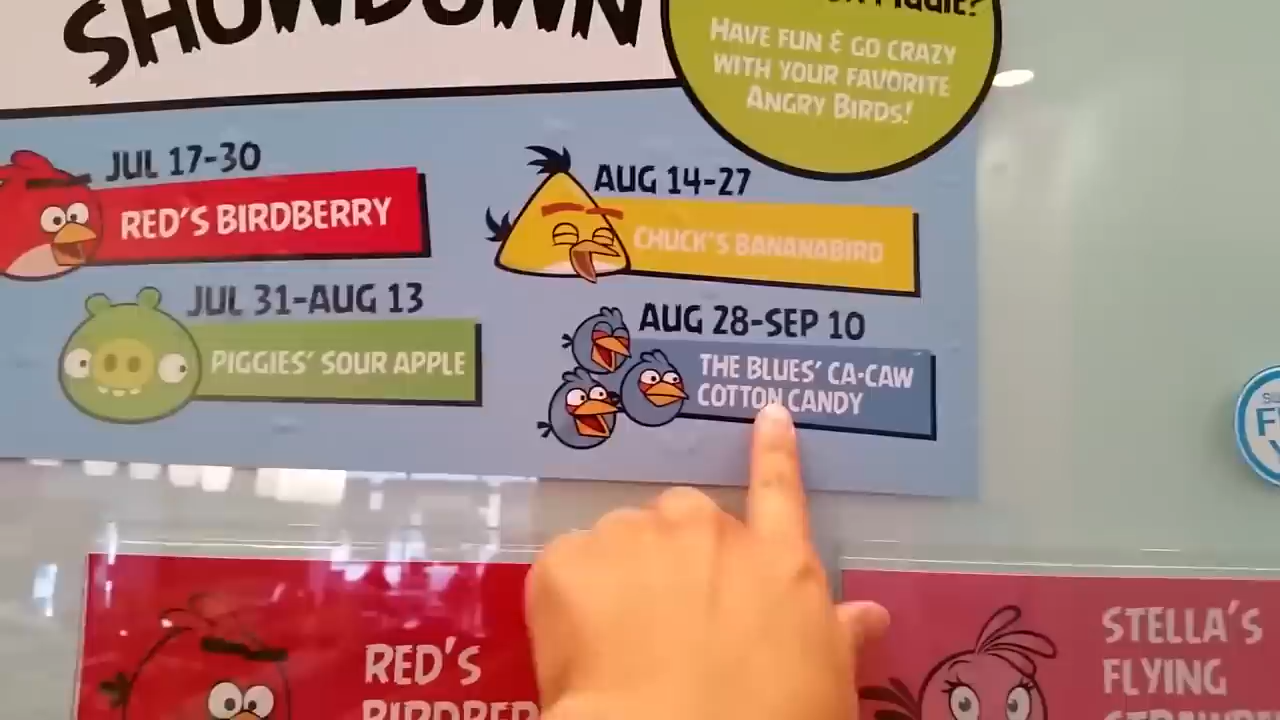 SHOWDOWN
HAVE FUN & GO CRAZY
WITH YOUR FAVORITE
ANGRY BIRDS!
JUL 17-30
RED'S BIRDBERRY
AUG 14-27
CHUCK'S BANANABIRD
JUL 31-AUG 13
PIGGIES' SOUR APPLE
AUG 28-SEP 10
THE BLUES' CA-CAW
COTTON CANDY
RED'S
STELLA'S
FLYING